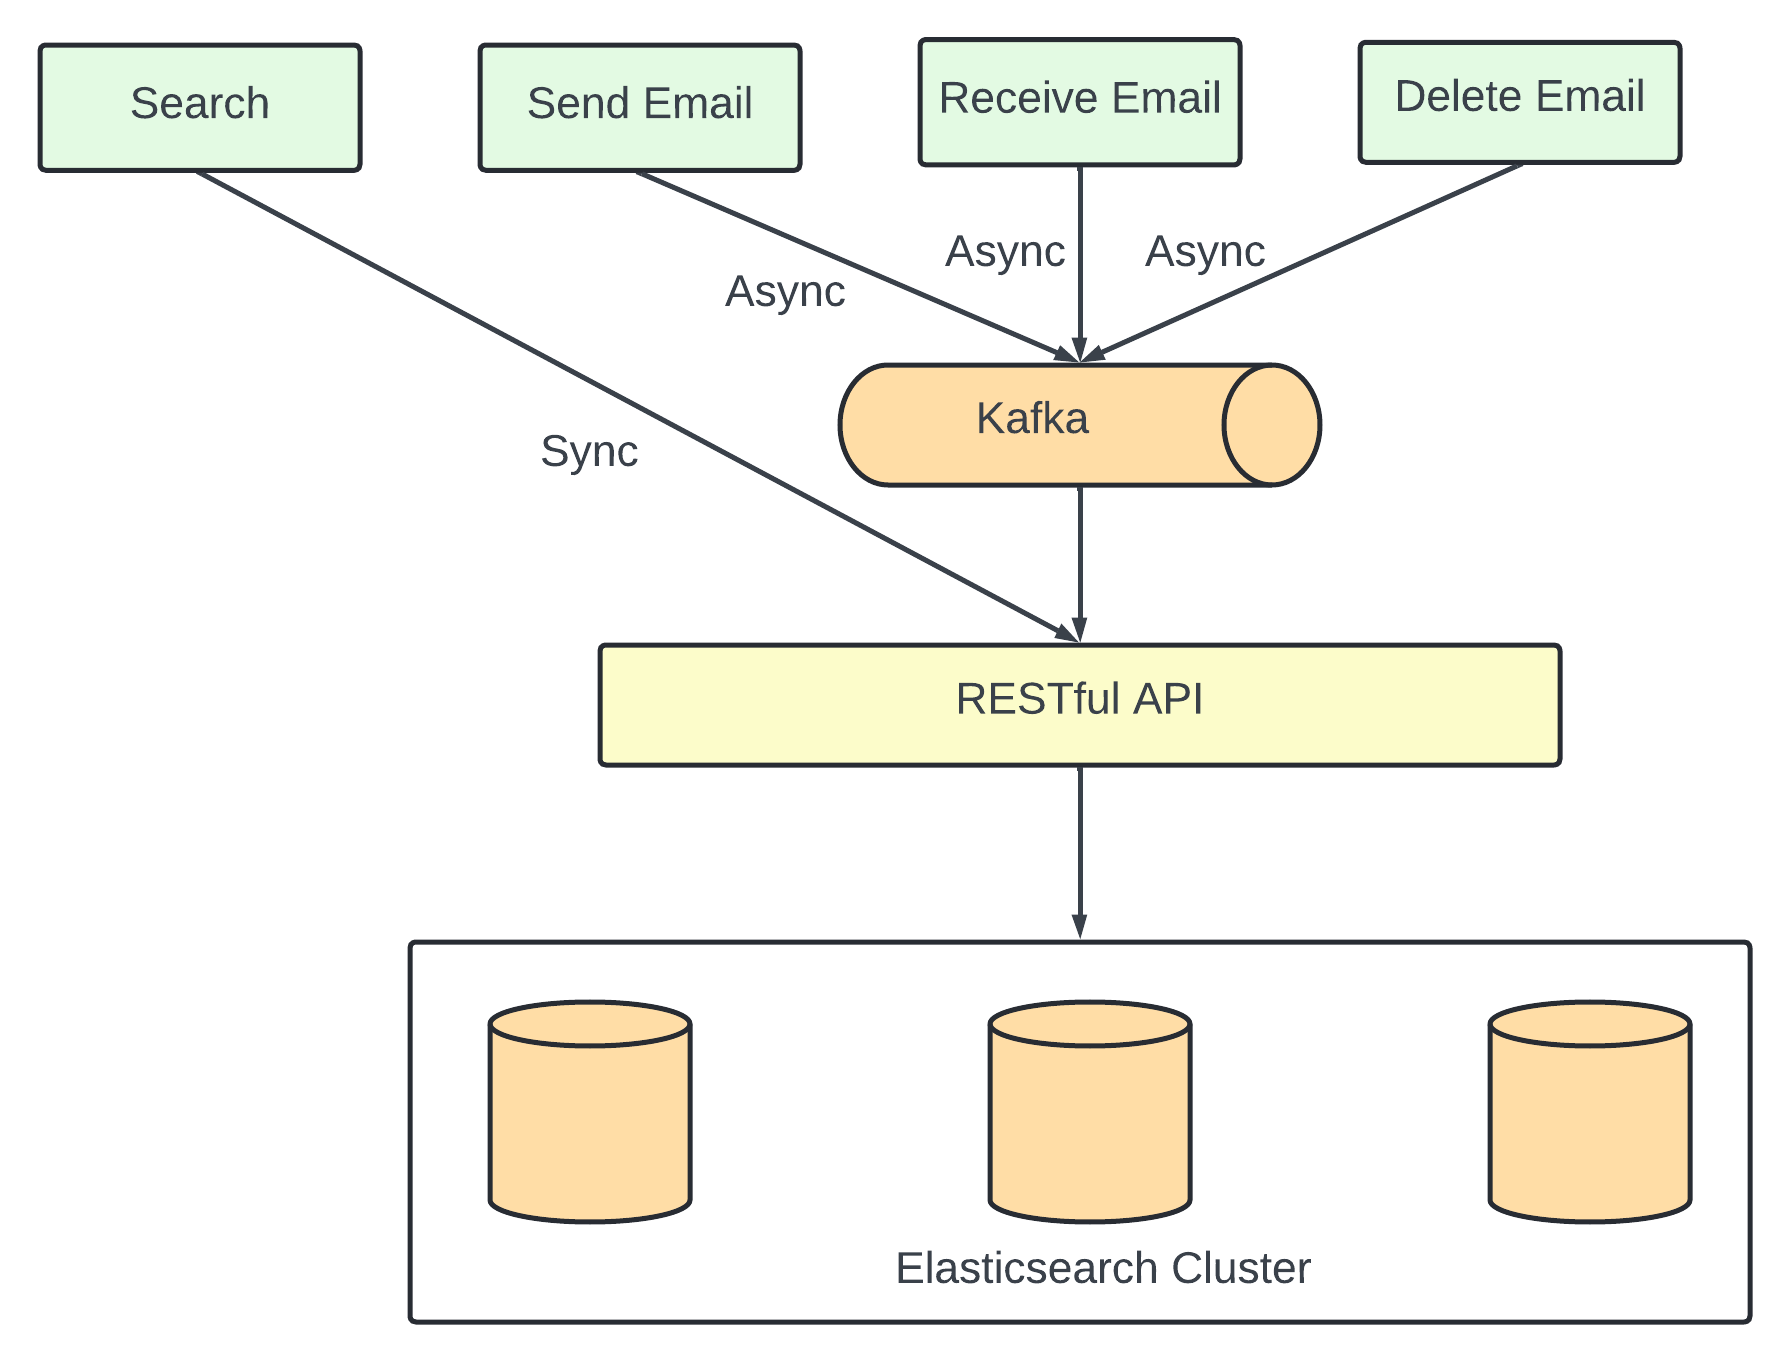 Search
Send Email
Receive Email
Delete Email
Async
Async
Async
Sync
Kafka
RESTful API
Elasticsearch Cluster